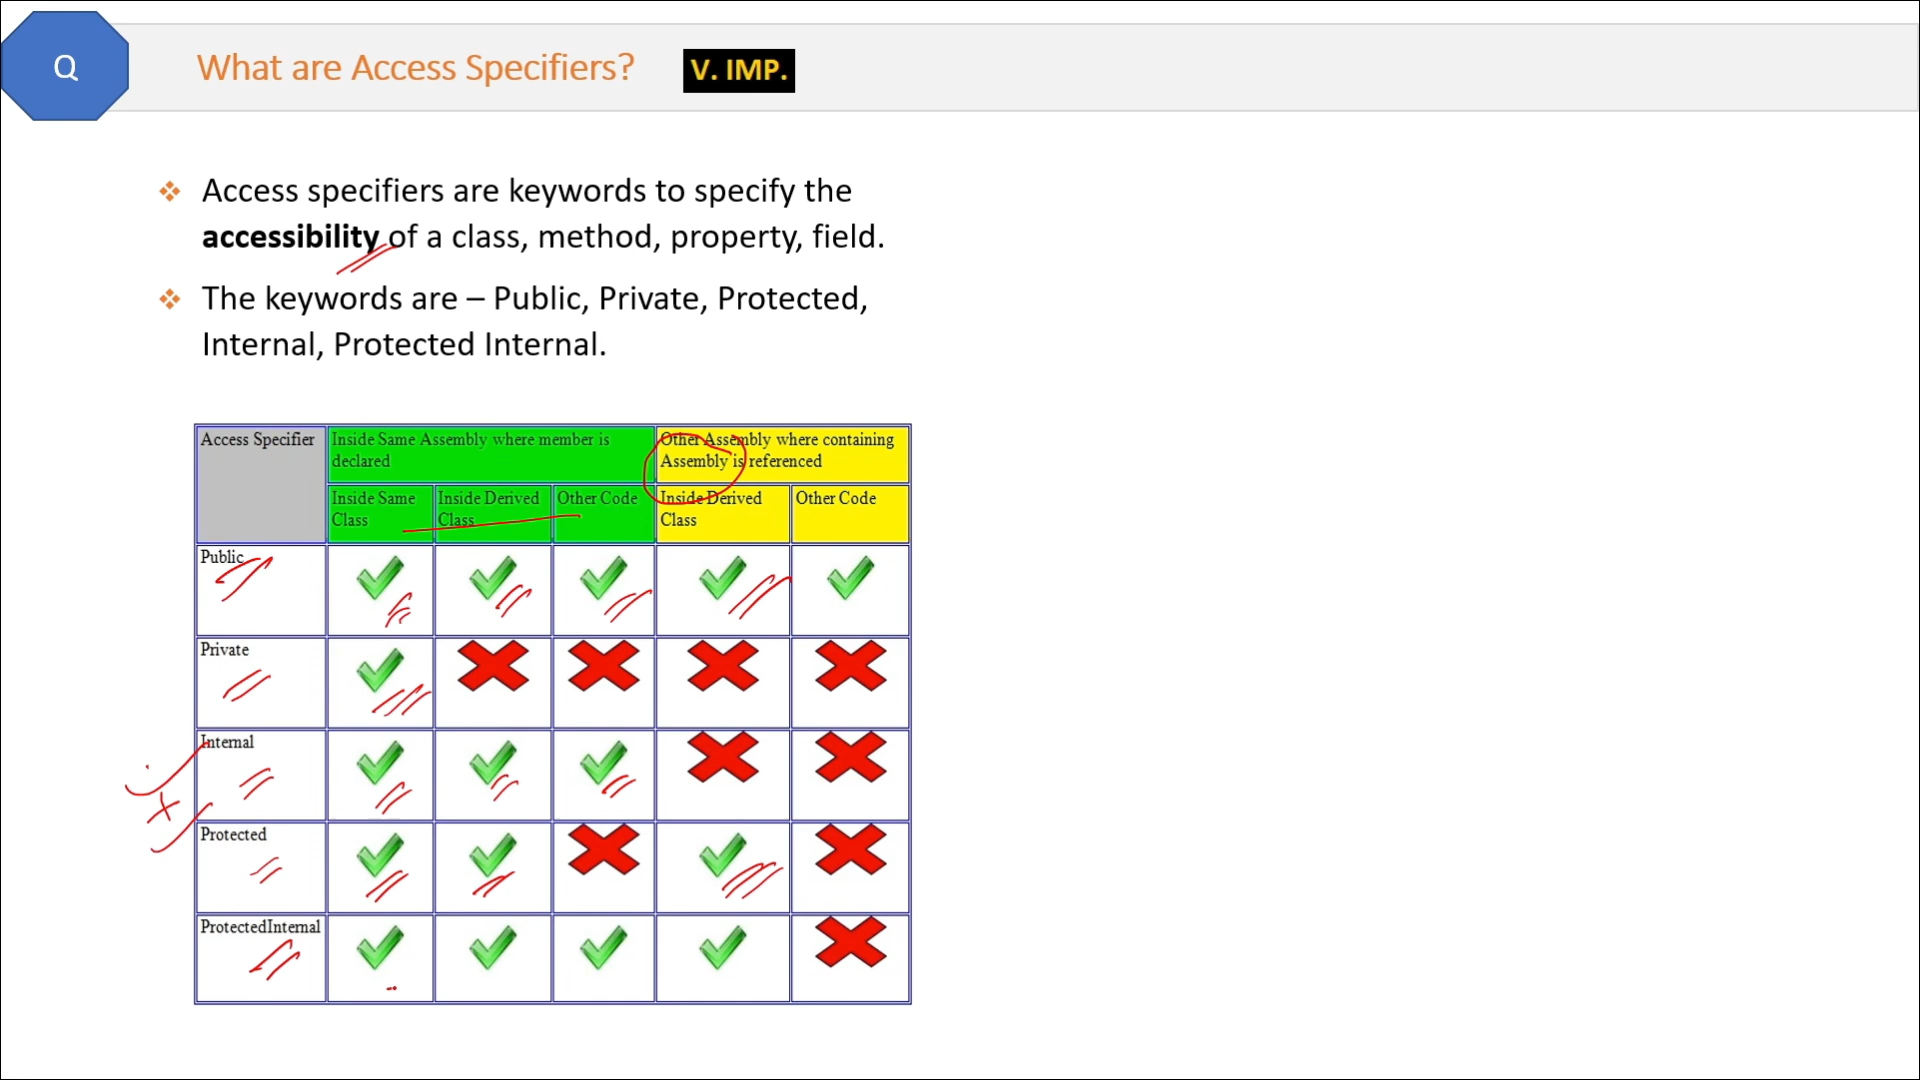 Q
What are Access Specifiers?
V. IMP.
Access specifiers are keywords to specify the
accessibility of a class, method, property, field.
The keywords are – Public, Private, Protected,
Internal, Protected Internal.
Access Specifier
Inside Same Assembly where member is
declared
Other Assembly where containing
Assembly is referenced
Inside Same
Class
Inside Derived
Class
Other Code
Inside Derived
Class
Other Code
Public
Private
Internal
Protected
ProtectedInternal